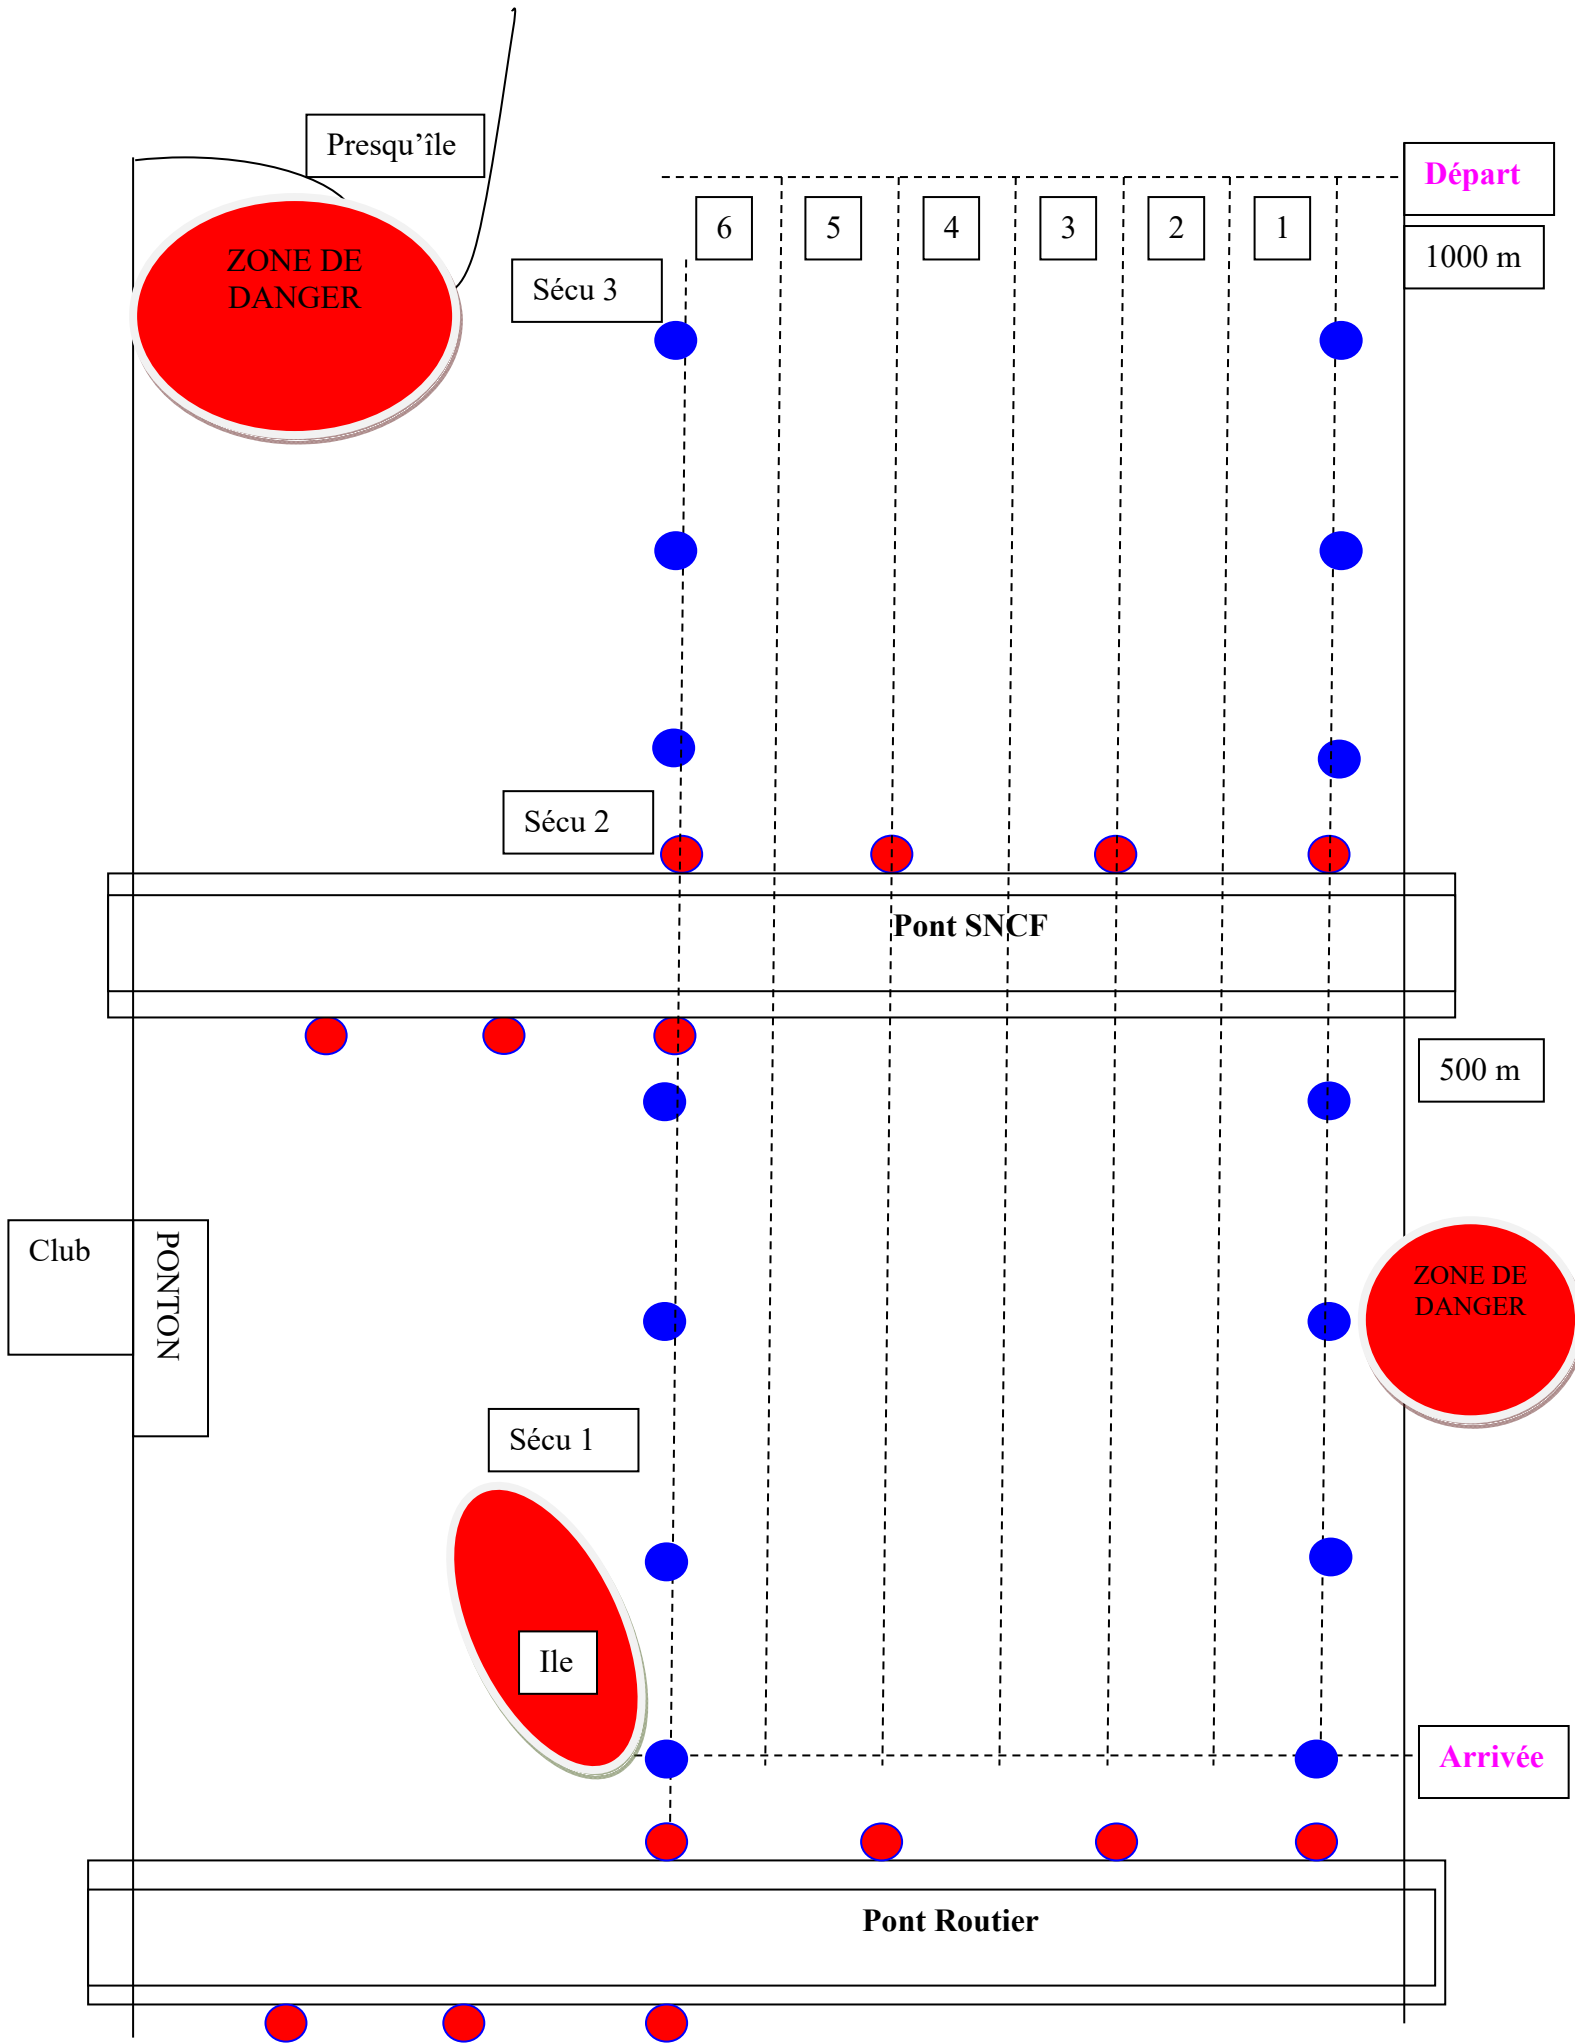 Presqu’île
Départ
6
5
4
3
2
1
1000 m
ZONE DE
DANGER
Sécu 3
Sécu 2
Pont SNCF
500 m
Club
PONTON
ZONE DE
DANGER
Sécu 1
Ile
Arrivée
Pont Routier